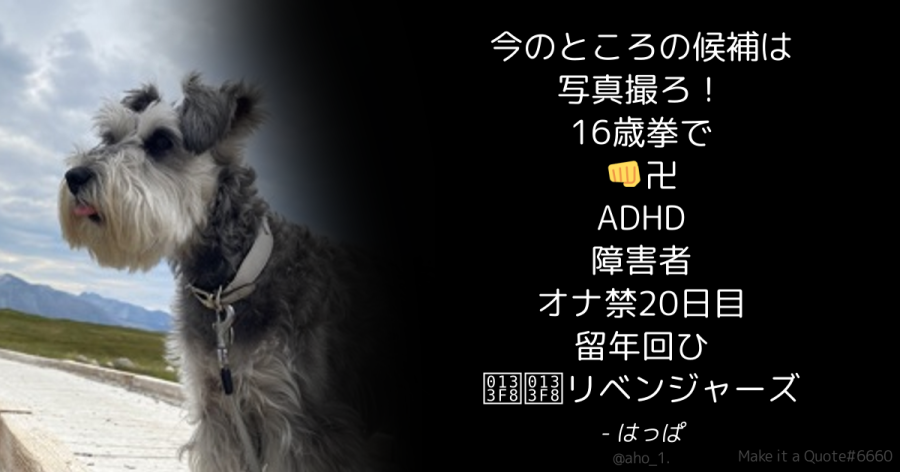 今のところの候補は
写真撮ろ！
16歳拳で
👊卍
ADHD
障害者
オナ禁20日目
留年回ひ
𓏸𓏸リベンジャーズ
- はっぱ
@aho_1.
Make it a Quote#6660